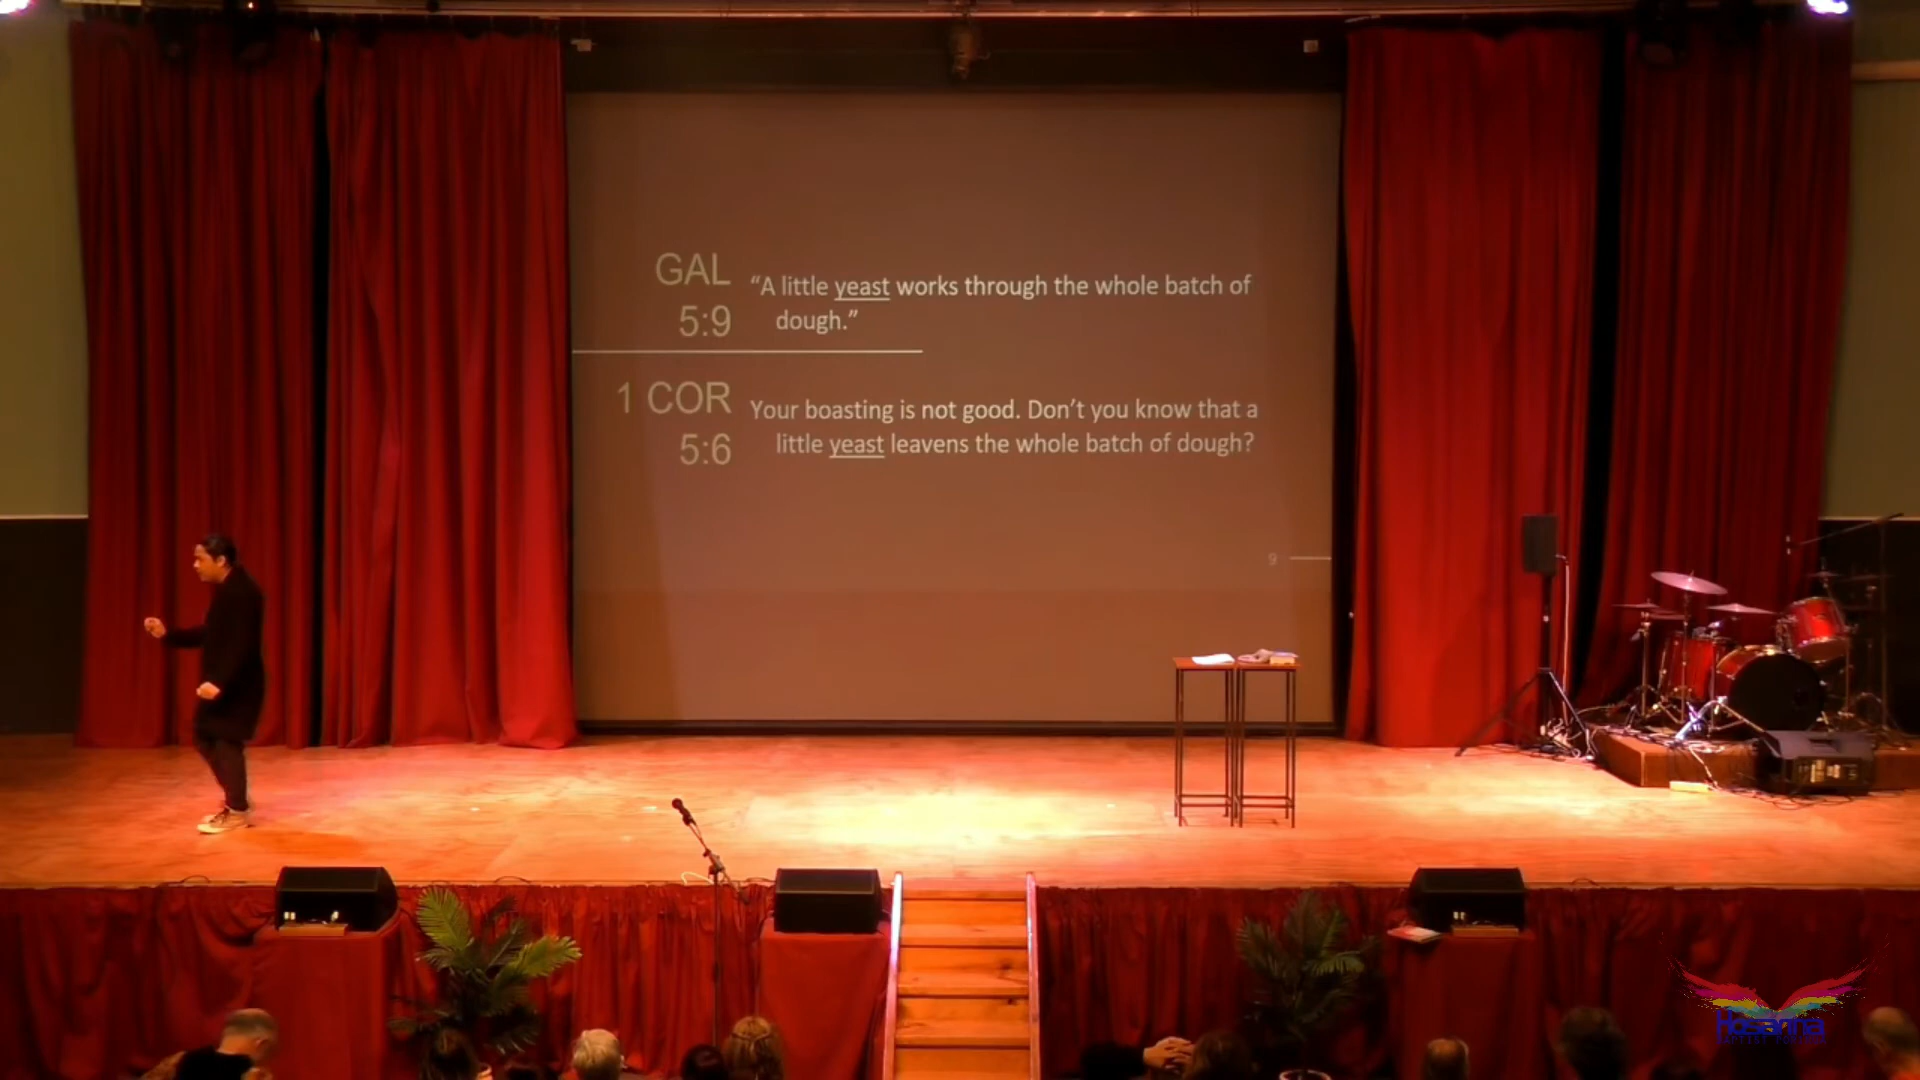 GAL
5:9
“A little yeast works through the whole batch of
dough.”
1 COR
5:6
Your boasting is not good. Don’t you know that a
little yeast leavens the whole batch of dough?
9
Hosanna